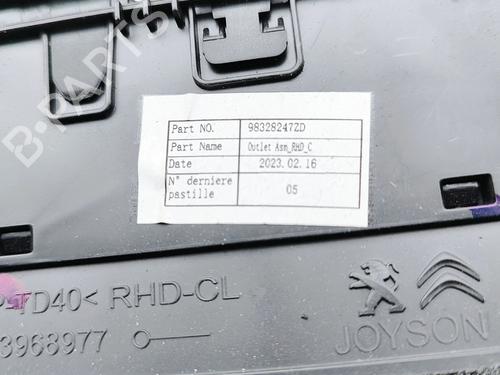 B-PARTS
Part NO. 98328247ZD
Part Name Outlet Asm_RHD_C
Date 2023.02.16
N° derniere pastille 05
TD40< RHD-CL
3968977
JOYSON